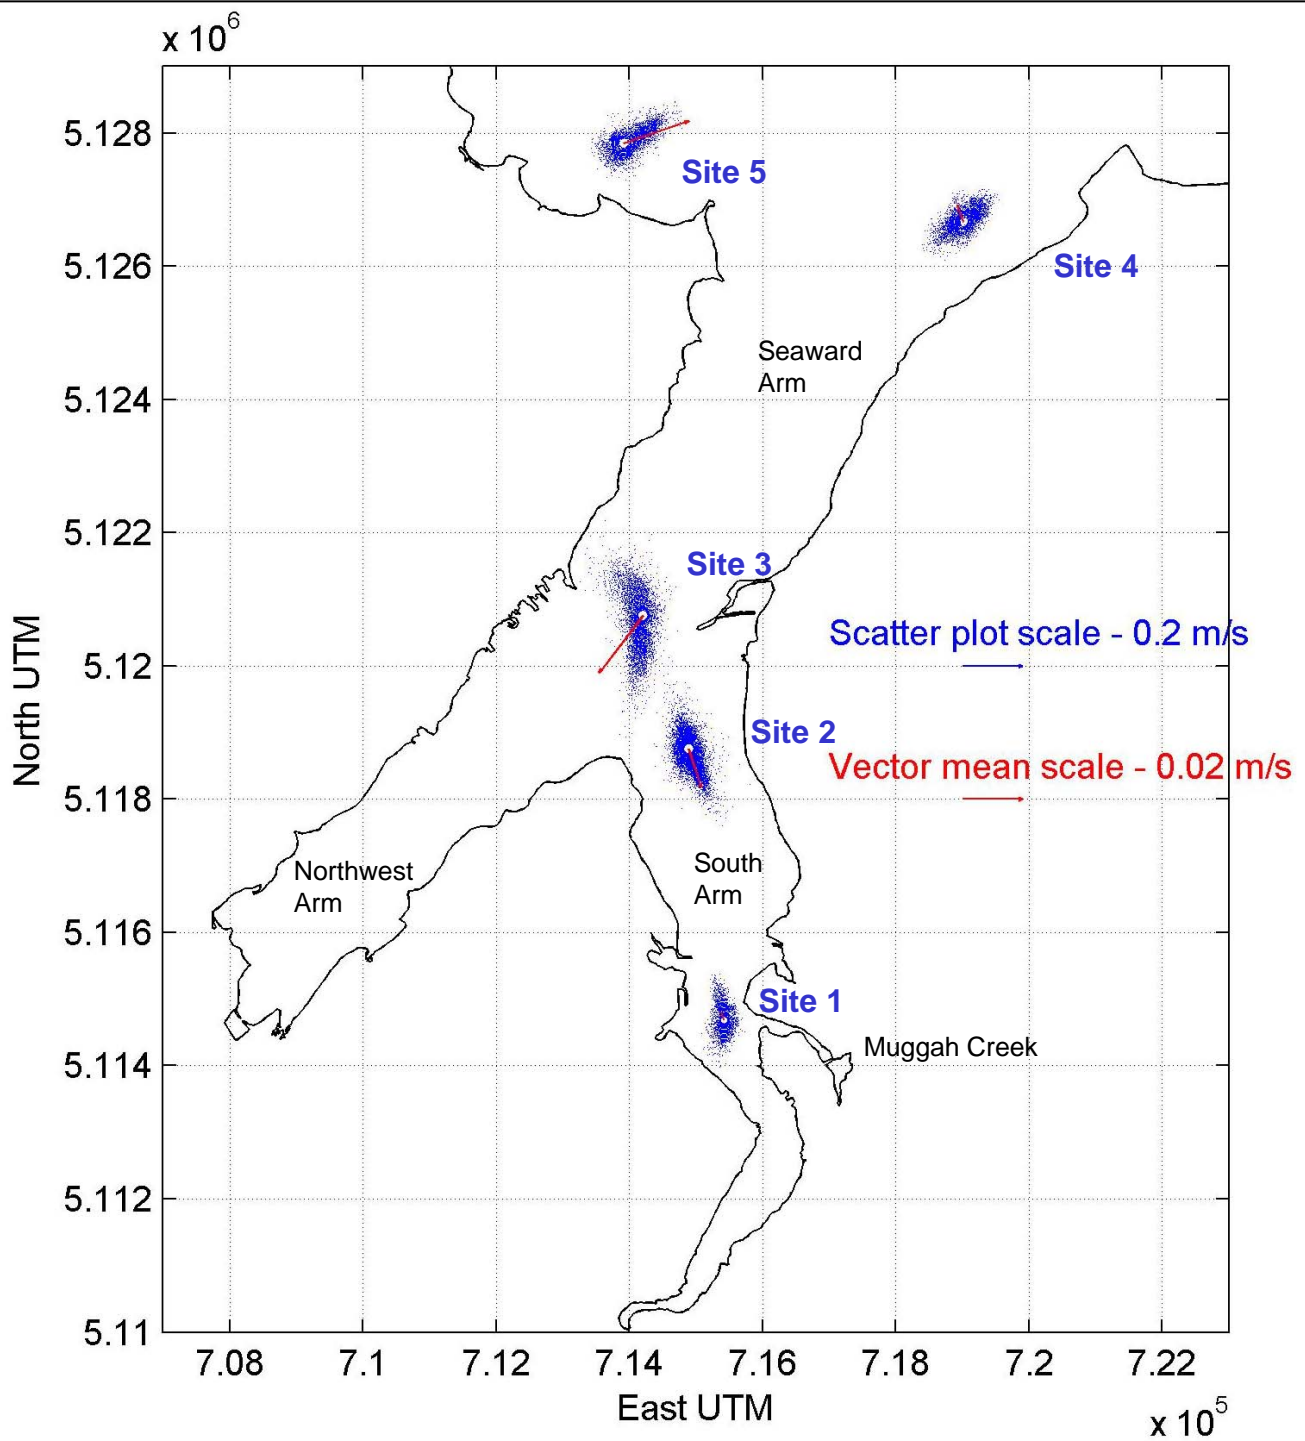 x 10^6
5.128
Site 5
5.126
Site 4
Seaward
Arm
5.124
5.122
Site 3
Scatter plot scale - 0.2 m/s
5.12
Site 2
Vector mean scale - 0.02 m/s
North UTM
5.118
South
Arm
Northwest
Arm
5.116
Site 1
Muggah Creek
5.114
5.112
5.11
7.08 7.1 7.12 7.14 7.16 7.18 7.2 7.22
East UTM
x 10^5